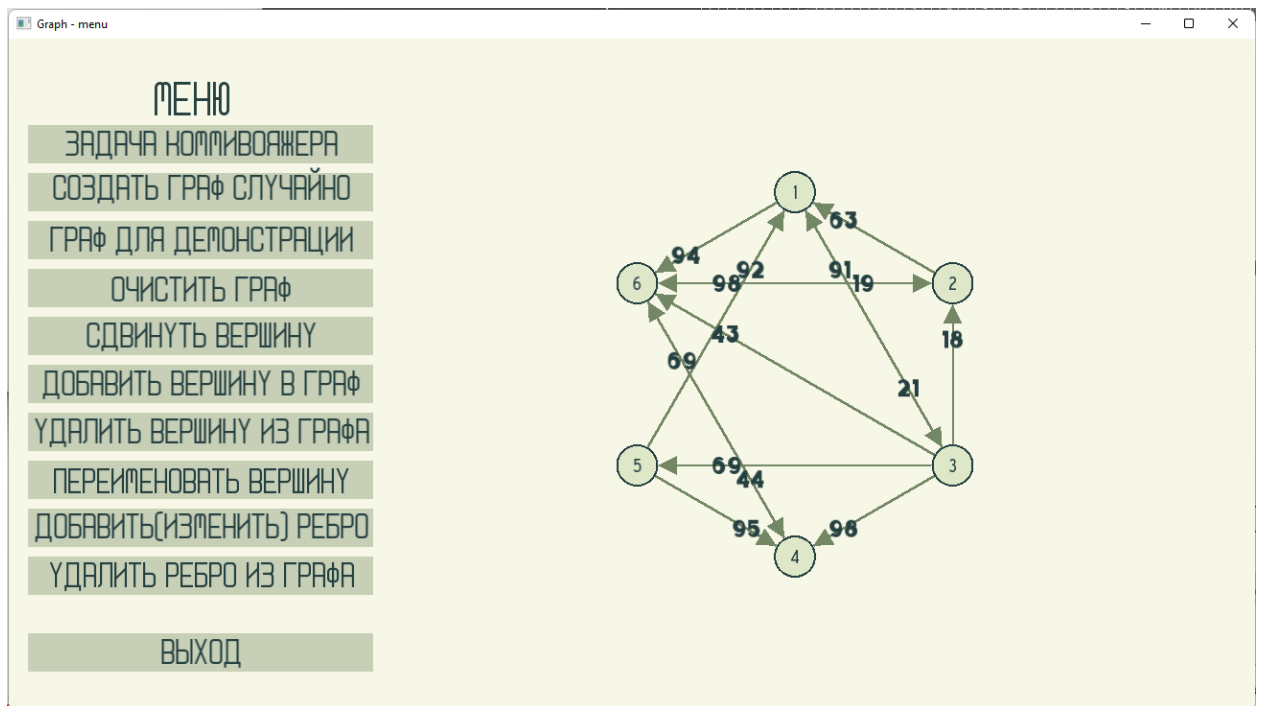 Graph - menu
МЕНЮ
ЗАДАЧА КОММИВОЯЖЕРА
СОЗДАТЬ ГРАФ СЛУЧАЙНО
ГРАФ ДЛЯ ДЕМОНСТРАЦИИ
ОЧИСТИТЬ ГРАФ
СДВИНУТЬ ВЕРШИНУ
ДОБАВИТЬ ВЕРШИНУ В ГРАФ
УДАЛИТЬ ВЕРШИНУ ИЗ ГРАФА
ПЕРЕИМЕНОВАТЬ ВЕРШИНУ
ДОБАВИТЬ(ИЗМЕНИТЬ) РЕБРО
УДАЛИТЬ РЕБРО ИЗ ГРАФА
ВЫХОД
1
63
94
92
91
6
98
19
2
43
18
69
21
5
69
3
44
95
98
4